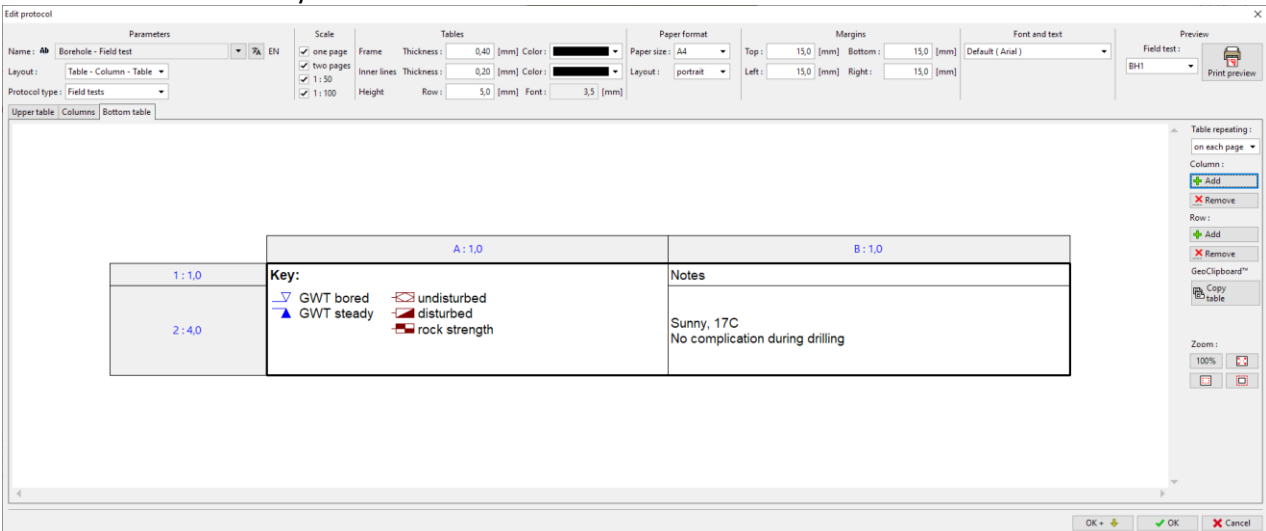 Edit protocol
Parameters
Name : Ab Borehole - Field test EN
Layout : Table - Column - Table
Protocol type : Field tests
Scale
one page
two pages
1 : 50
1 : 100
Tables
Frame Thickness : 0,40 [mm] Color :
Inner lines Thickness : 0,20 [mm] Color :
Height Row : 5,0 [mm] Font : 3,5 [mm]
Paper format
Paper size : A4
Layout : portrait
Margins
Top : 15,0 [mm] Bottom : 15,0 [mm]
Left : 15,0 [mm] Right : 15,0 [mm]
Font and text
Default ( Arial )
Preview
Field test :
BH1
Print preview
Upper table Columns Bottom table
A : 1,0 B : 1,0
1 : 1,0
2 : 4,0
Key:
GWT bored undisturbed
GWT steady disturbed
rock strength
Notes
Sunny, 17C
No complication during drilling
Table repeating :
on each page
Column :
Add
Remove
Row :
Add
Remove
GeoClipboard™
Copy
table
Zoom :
100%
OK + OK Cancel